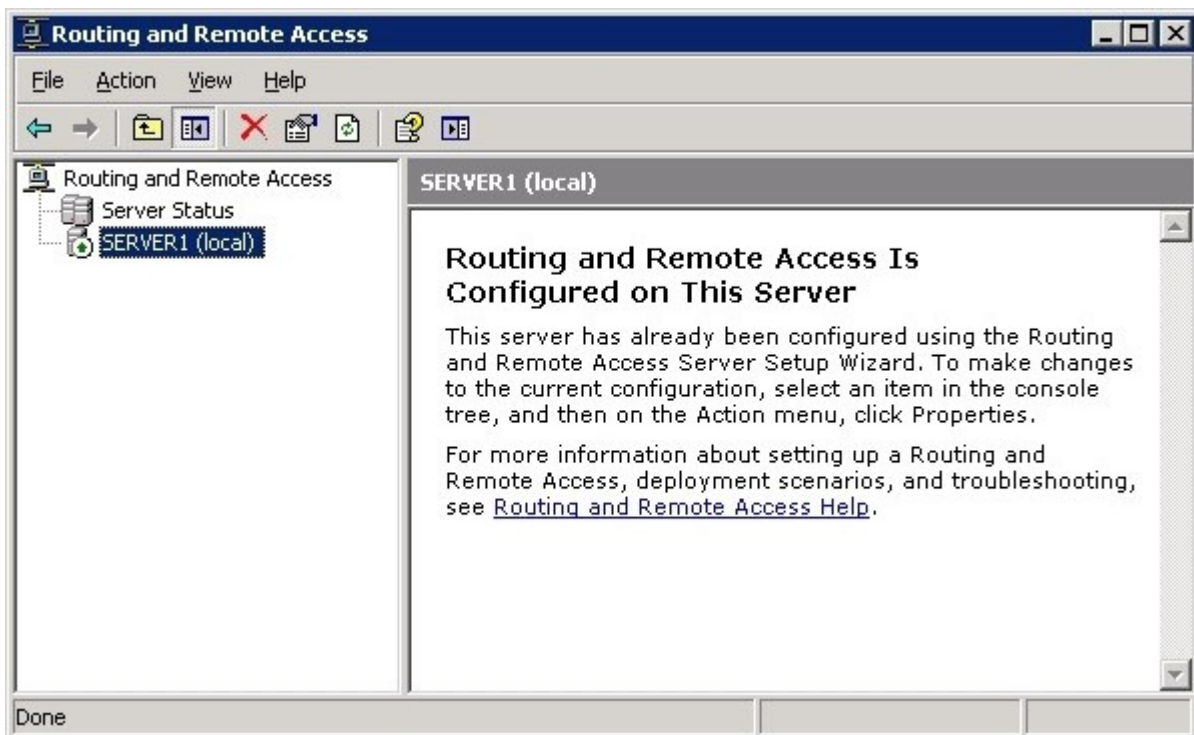 Routing and Remote Access
File Action View Help
Routing and Remote Access
Server Status
SERVER1 (local)
SERVER1 (local)
Routing and Remote Access Is
Configured on This Server
This server has already been configured using the Routing
and Remote Access Server Setup Wizard. To make changes
to the current configuration, select an item in the console
tree, and then on the Action menu, click Properties.
For more information about setting up a Routing and
Remote Access, deployment scenarios, and troubleshooting,
see Routing and Remote Access Help.
Done